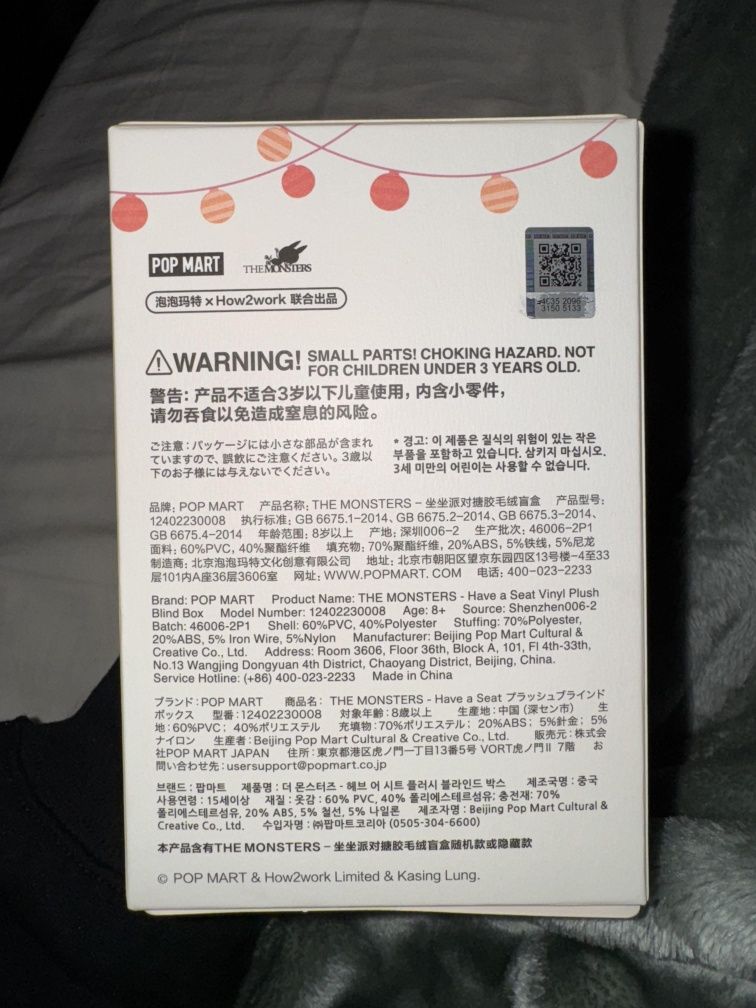 POP MART
THE MONSTERS
泡泡玛特 × How2work 联合出品
4035 2096
3150 5133
WARNING! SMALL PARTS! CHOKING HAZARD. NOT
FOR CHILDREN UNDER 3 YEARS OLD.
警告: 产品不适合3岁以下儿童使用，内含小零件，
请勿吞食以免造成窒息的风险。
ご注意：パッケージには小さな部品が含まれ
ていますので、誤飲にご注意ください。3歳以
下のお子様には与えないでください。
* 경고: 이 제품은 질식의 위험이 있는 작은
부품을 포함하고 있습니다. 삼키지 마십시오.
3세 미만의 어린이는 사용할 수 없습니다.
品牌: POP MART 产品名称: THE MONSTERS – 坐坐派对搪胶毛绒盲盒 产品型号:
12402230008 执行标准: GB 6675.1–2014、GB 6675.2–2014、GB 6675.3–2014、
GB 6675.4–2014 年龄范围: 8岁以上 产地: 深圳006–2 生产批次: 46006-2P1
面料: 60%PVC, 40%聚酯纤维 填充物: 70%聚酯纤维, 20%ABS, 5%铁线, 5%尼龙
制造商: 北京泡泡玛特文化创意有限公司 地址: 北京市朝阳区望京东园四区13号楼–4至33
层101内A座36层3606室 网址: WWW.POPMART. COM 电话: 400–023–2233
Brand: POP MART Product Name: THE MONSTERS - Have a Seat Vinyl Plush
Blind Box Model Number: 12402230008 Age: 8+ Source: Shenzhen006-2
Batch: 46006-2P1 Shell: 60%PVC, 40%Polyester Stuffing: 70%Polyester,
20%ABS, 5% Iron Wire, 5%Nylon Manufacturer: Beijing Pop Mart Cultural &
Creative Co., Ltd. Address: Room 3606, Floor 36th, Block A, 101, Fl 4th-33th,
No.13 Wangjing Dongyuan 4th District, Chaoyang District, Beijing, China.
Service Hotline: (+86) 400-023-2233 Made in China
ブランド：POP MART 商品名： THE MONSTERS - Have a Seat プラッシュブラインド
ボックス 型番：12402230008 対象年齢：8歳以上 生産地：中国 (深セン市) 生
地：60%PVC； 40%ポリエステル 充填物：70%ポリエステル； 20%ABS； 5%針金； 5%
ナイロン 生産者：Beijing Pop Mart Cultural & Creative Co., Ltd. 販売元：株式会
社POP MART JAPAN 住所：東京都港区虎ノ門一丁目13番5号 VORT虎ノ門Ⅱ 7階 お
問い合わせ先：usersupport@popmart.co.jp
브랜드 : 팝마트 제품명 : 더 몬스터즈 - 헤브 어 시트 플러시 블라인드 박스 제조국명 : 중국
사용연령 : 15세이상 재질 : 옷감 : 60% PVC, 40% 폴리에스테르섬유: 충전재: 70%
폴리에스테르섬유, 20% ABS, 5% 철선, 5% 나일론 제조자명 : Beijing Pop Mart Cultural &
Creative Co., Ltd. 수입자명 : ㈜팝마트코리아 (0505-304-6600)
本产品含有THE MONSTERS – 坐坐派对搪胶毛绒盲盒随机款或隐藏款
© POP MART & How2work Limited & Kasing Lung.